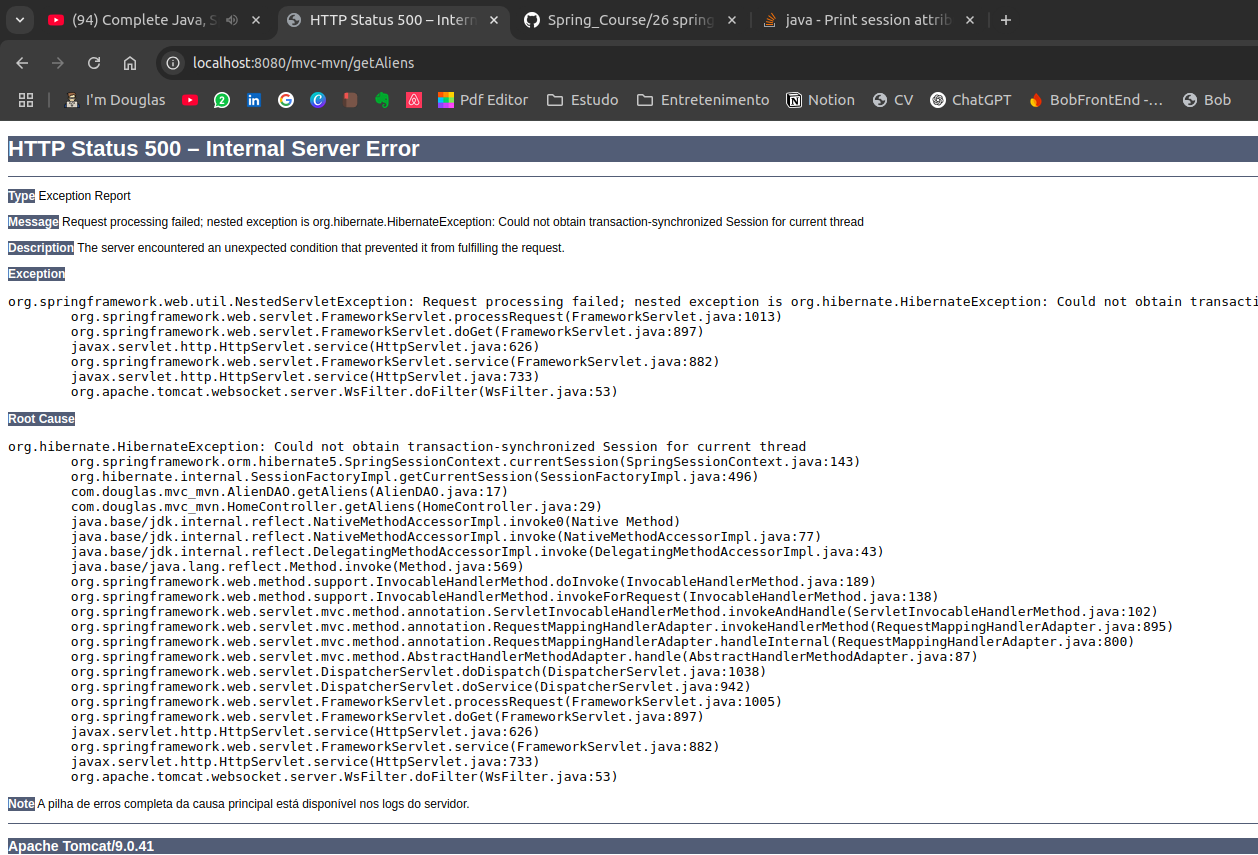 (94) Complete Java, S
HTTP Status 500 – Intern
Spring_Course/26 spring
java - Print session attrib
localhost:8080/mvc-mvn/getAliens
I'm Douglas
2
in
Pdf Editor
Estudo
Entretenimento
Notion
CV
ChatGPT
BobFrontEnd -…
Bob
HTTP Status 500 – Internal Server Error
Type Exception Report
Message Request processing failed; nested exception is org.hibernate.HibernateException: Could not obtain transaction-synchronized Session for current thread
Description The server encountered an unexpected condition that prevented it from fulfilling the request.
Exception
org.springframework.web.util.NestedServletException: Request processing failed; nested exception is org.hibernate.HibernateException: Could not obtain transacti
org.springframework.web.servlet.FrameworkServlet.processRequest(FrameworkServlet.java:1013)
org.springframework.web.servlet.FrameworkServlet.doGet(FrameworkServlet.java:897)
javax.servlet.http.HttpServlet.service(HttpServlet.java:626)
org.springframework.web.servlet.FrameworkServlet.service(FrameworkServlet.java:882)
javax.servlet.http.HttpServlet.service(HttpServlet.java:733)
org.apache.tomcat.websocket.server.WsFilter.doFilter(WsFilter.java:53)
Root Cause
org.hibernate.HibernateException: Could not obtain transaction-synchronized Session for current thread
org.springframework.orm.hibernate5.SpringSessionContext.currentSession(SpringSessionContext.java:143)
org.hibernate.internal.SessionFactoryImpl.getCurrentSession(SessionFactoryImpl.java:496)
com.douglas.mvc_mvn.AlienDAO.getAliens(AlienDAO.java:17)
com.douglas.mvc_mvn.HomeController.getAliens(HomeController.java:29)
java.base/jdk.internal.reflect.NativeMethodAccessorImpl.invoke0(Native Method)
java.base/jdk.internal.reflect.NativeMethodAccessorImpl.invoke(NativeMethodAccessorImpl.java:77)
java.base/jdk.internal.reflect.DelegatingMethodAccessorImpl.invoke(DelegatingMethodAccessorImpl.java:43)
java.base/java.lang.reflect.Method.invoke(Method.java:569)
org.springframework.web.method.support.InvocableHandlerMethod.doInvoke(InvocableHandlerMethod.java:189)
org.springframework.web.method.support.InvocableHandlerMethod.invokeForRequest(InvocableHandlerMethod.java:138)
org.springframework.web.servlet.mvc.method.annotation.ServletInvocableHandlerMethod.invokeAndHandle(ServletInvocableHandlerMethod.java:102)
org.springframework.web.servlet.mvc.method.annotation.RequestMappingHandlerAdapter.invokeHandlerMethod(RequestMappingHandlerAdapter.java:895)
org.springframework.web.servlet.mvc.method.annotation.RequestMappingHandlerAdapter.handleInternal(RequestMappingHandlerAdapter.java:800)
org.springframework.web.servlet.mvc.method.AbstractHandlerMethodAdapter.handle(AbstractHandlerMethodAdapter.java:87)
org.springframework.web.servlet.DispatcherServlet.doDispatch(DispatcherServlet.java:1038)
org.springframework.web.servlet.DispatcherServlet.doService(DispatcherServlet.java:942)
org.springframework.web.servlet.FrameworkServlet.processRequest(FrameworkServlet.java:1005)
org.springframework.web.servlet.FrameworkServlet.doGet(FrameworkServlet.java:897)
javax.servlet.http.HttpServlet.service(HttpServlet.java:626)
org.springframework.web.servlet.FrameworkServlet.service(FrameworkServlet.java:882)
javax.servlet.http.HttpServlet.service(HttpServlet.java:733)
org.apache.tomcat.websocket.server.WsFilter.doFilter(WsFilter.java:53)
Note A pilha de erros completa da causa principal está disponível nos logs do servidor.
Apache Tomcat/9.0.41